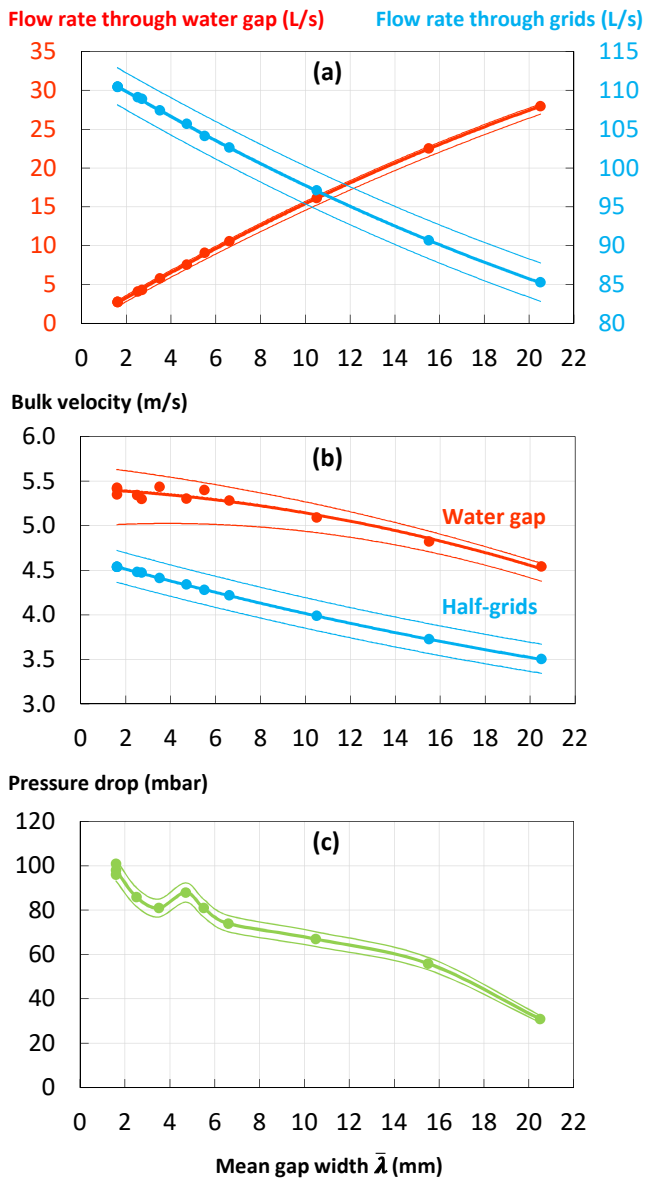 Flow rate through water gap (L/s) Flow rate through grids (L/s)
35 (a) 115
30 110
25 105
20 100
15 95
10 90
5 85
0 80
0 2 4 6 8 10 12 14 16 18 20 22
Bulk velocity (m/s)
6.0 (b)
5.5
Water gap
5.0
4.5
Half-grids
4.0
3.5
3.0
0 2 4 6 8 10 12 14 16 18 20 22
Pressure drop (mbar)
120 (c)
100
80
60
40
20
0
0 2 4 6 8 10 12 14 16 18 20 22
Mean gap width λ̄ (mm)